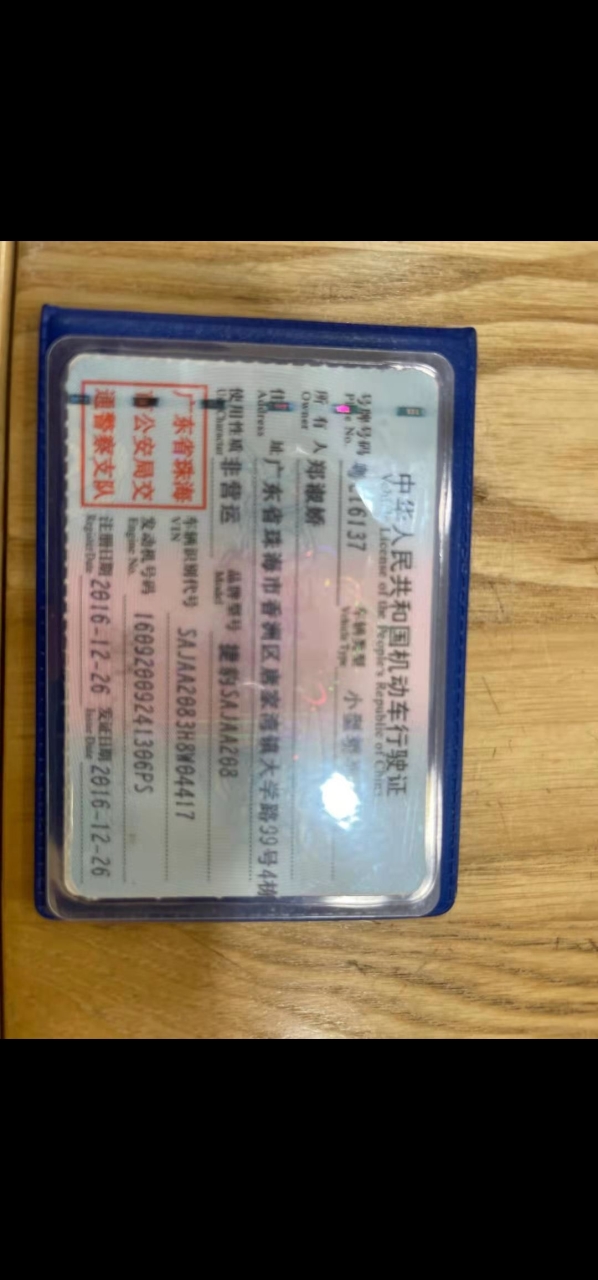 中华人民共和国机动车行驶证
License of the People's Republic of China
号牌号码 16137 车辆类型 小型轿
Plate No. Vehicle Type
所有人 郑淑娇
Owner
住址 广东省珠海市香洲区唐家湾镇大学路99号4栋
Address
使用性质 非营运 品牌型号 捷豹SAJAA208
Use Character Model
广东省珠海
市公安局交
通警察支队
车辆识别代号 SAJAA2083H8W04417
VIN
发动机号码 160920D9241306PS
Engine No.
注册日期 2016-12-26 发证日期 2016-12-26
Register Date Issue Date